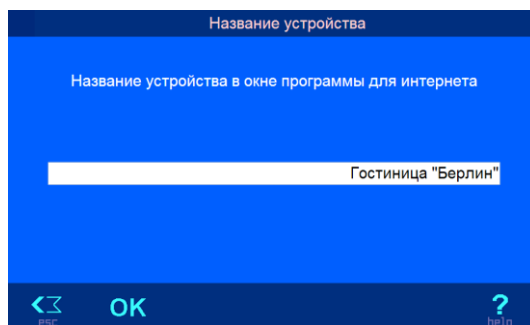 Название устройства
Название устройства в окне программы для интернета
Гостиница "Берлин"
esc OK help